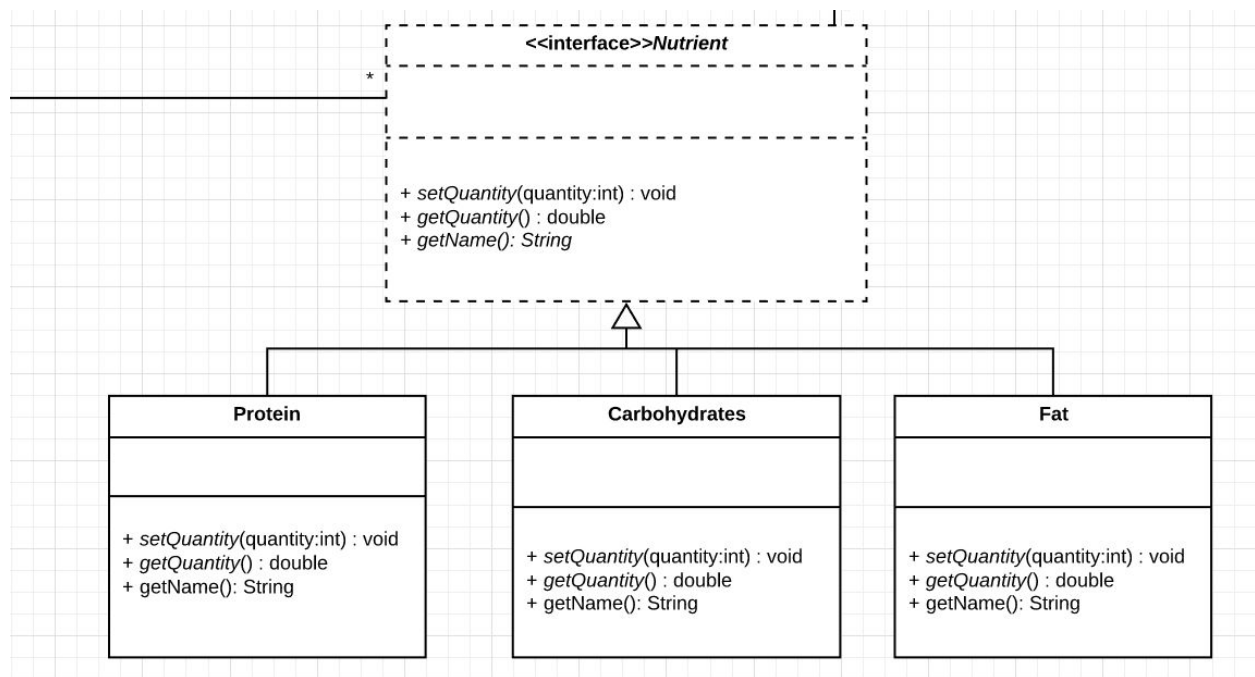 <<interface>>Nutrient
*
+ setQuantity(quantity:int) : void
+ getQuantity() : double
+ getName(): String
Protein
+ setQuantity(quantity:int) : void
+ getQuantity() : double
+ getName(): String
Carbohydrates
+ setQuantity(quantity:int) : void
+ getQuantity() : double
+ getName(): String
Fat
+ setQuantity(quantity:int) : void
+ getQuantity() : double
+ getName(): String